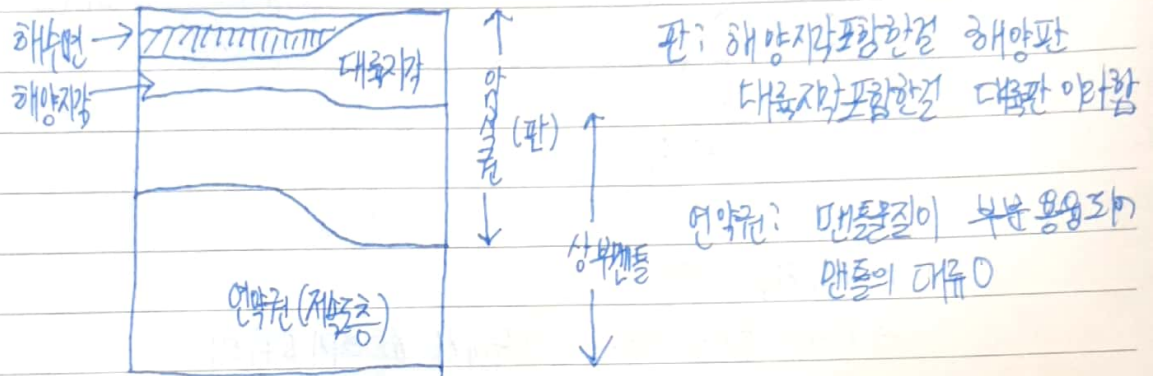 해수면
해양지각
대륙지각
암석권
(판)
상부맨틀
연약권(저속도층)
판: 해양지각포함한걸 해양판
대륙지각포함한걸 대륙판 이라함
연약권: 맨틀물질이 부분용융되어
맨틀의 대류O